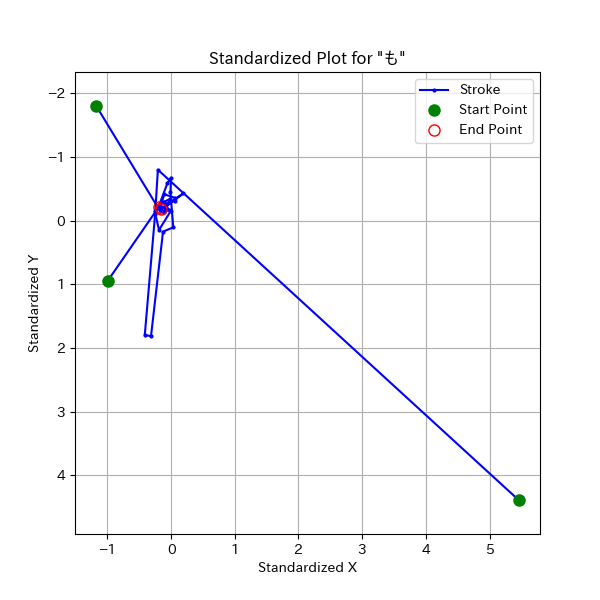 Standardized Plot for "も"
Stroke
Start Point
End Point
Standardized Y
−2
−1
0
1
2
3
4
−1 0 1 2 3 4 5
Standardized X